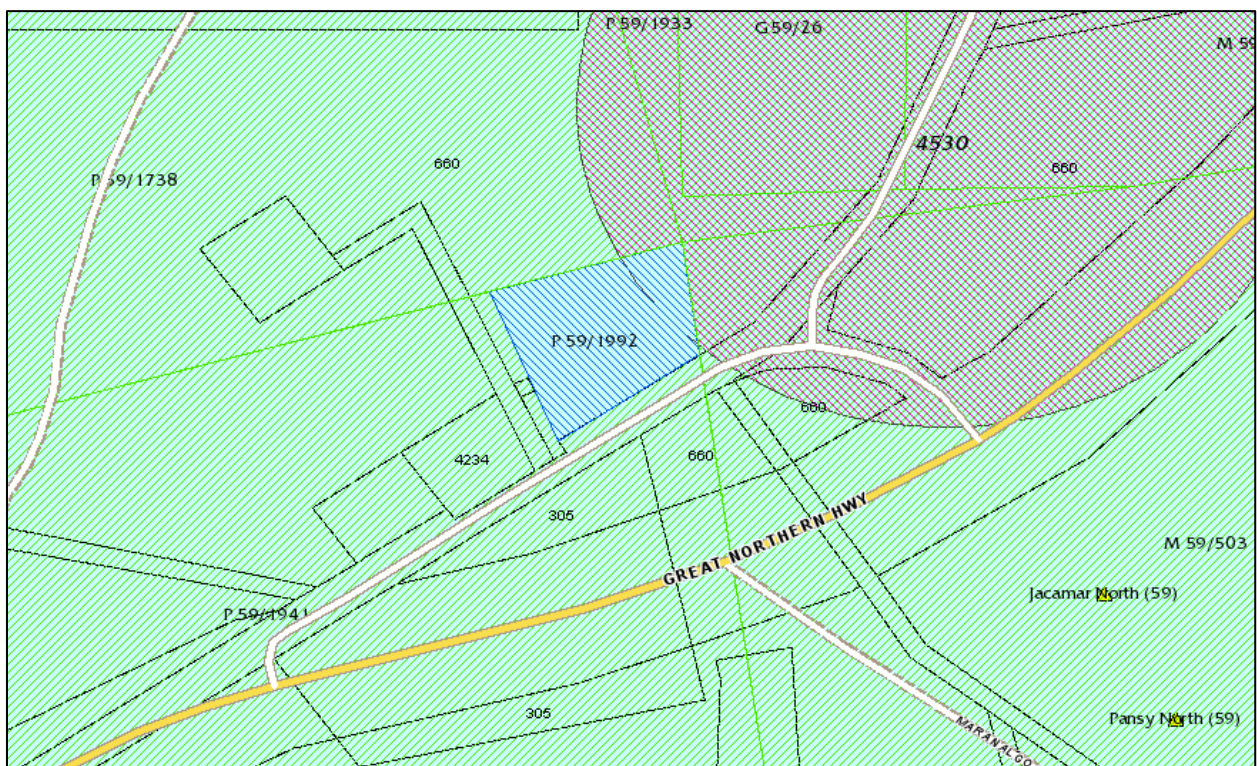 P 59/1933
G59/26
M 59
4530
660
660
P 59/1738
P 59/1992
660
660
4234
305
GREAT NORTHERN HWY
M 59/503
Jacamar North (59)
P 59/1941
305
Pansy North (59)
MARANALGO